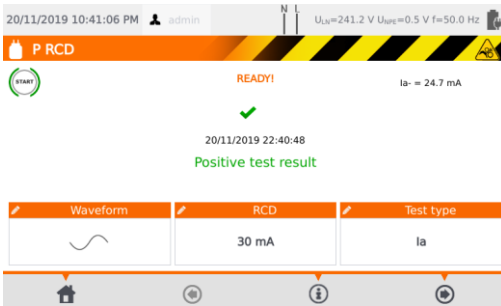 20/11/2019 10:41:06 PM admin N L U_LN=241.2 V U_NPE=0.5 V f=50.0 Hz
P RCD
START READY! Ia- = 24.7 mA
20/11/2019 22:40:48
Positive test result
Waveform RCD Test type
30 mA Ia